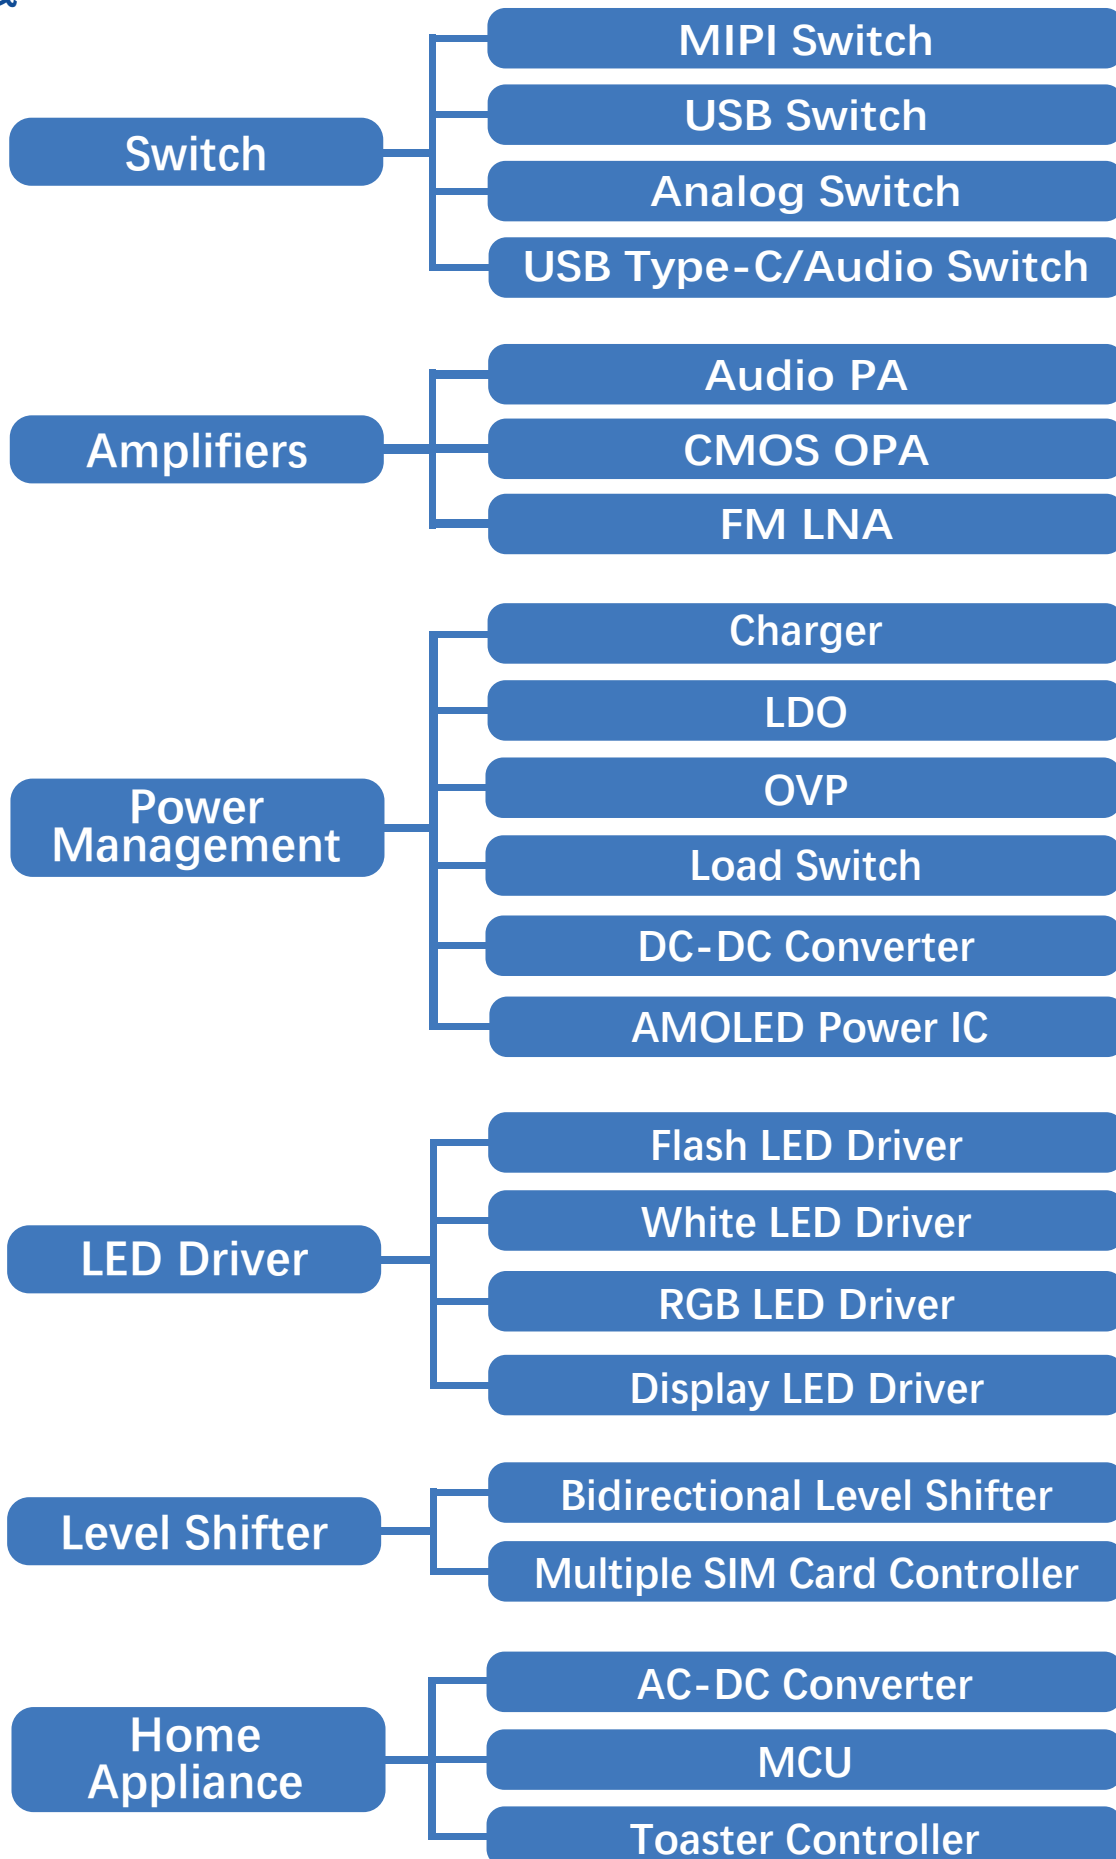 Switch
MIPI Switch
USB Switch
Analog Switch
USB Type-C/Audio Switch
Amplifiers
Audio PA
CMOS OPA
FM LNA
Power
Management
Charger
LDO
OVP
Load Switch
DC-DC Converter
AMOLED Power IC
LED Driver
Flash LED Driver
White LED Driver
RGB LED Driver
Display LED Driver
Level Shifter
Bidirectional Level Shifter
Multiple SIM Card Controller
Home
Appliance
AC-DC Converter
MCU
Toaster Controller